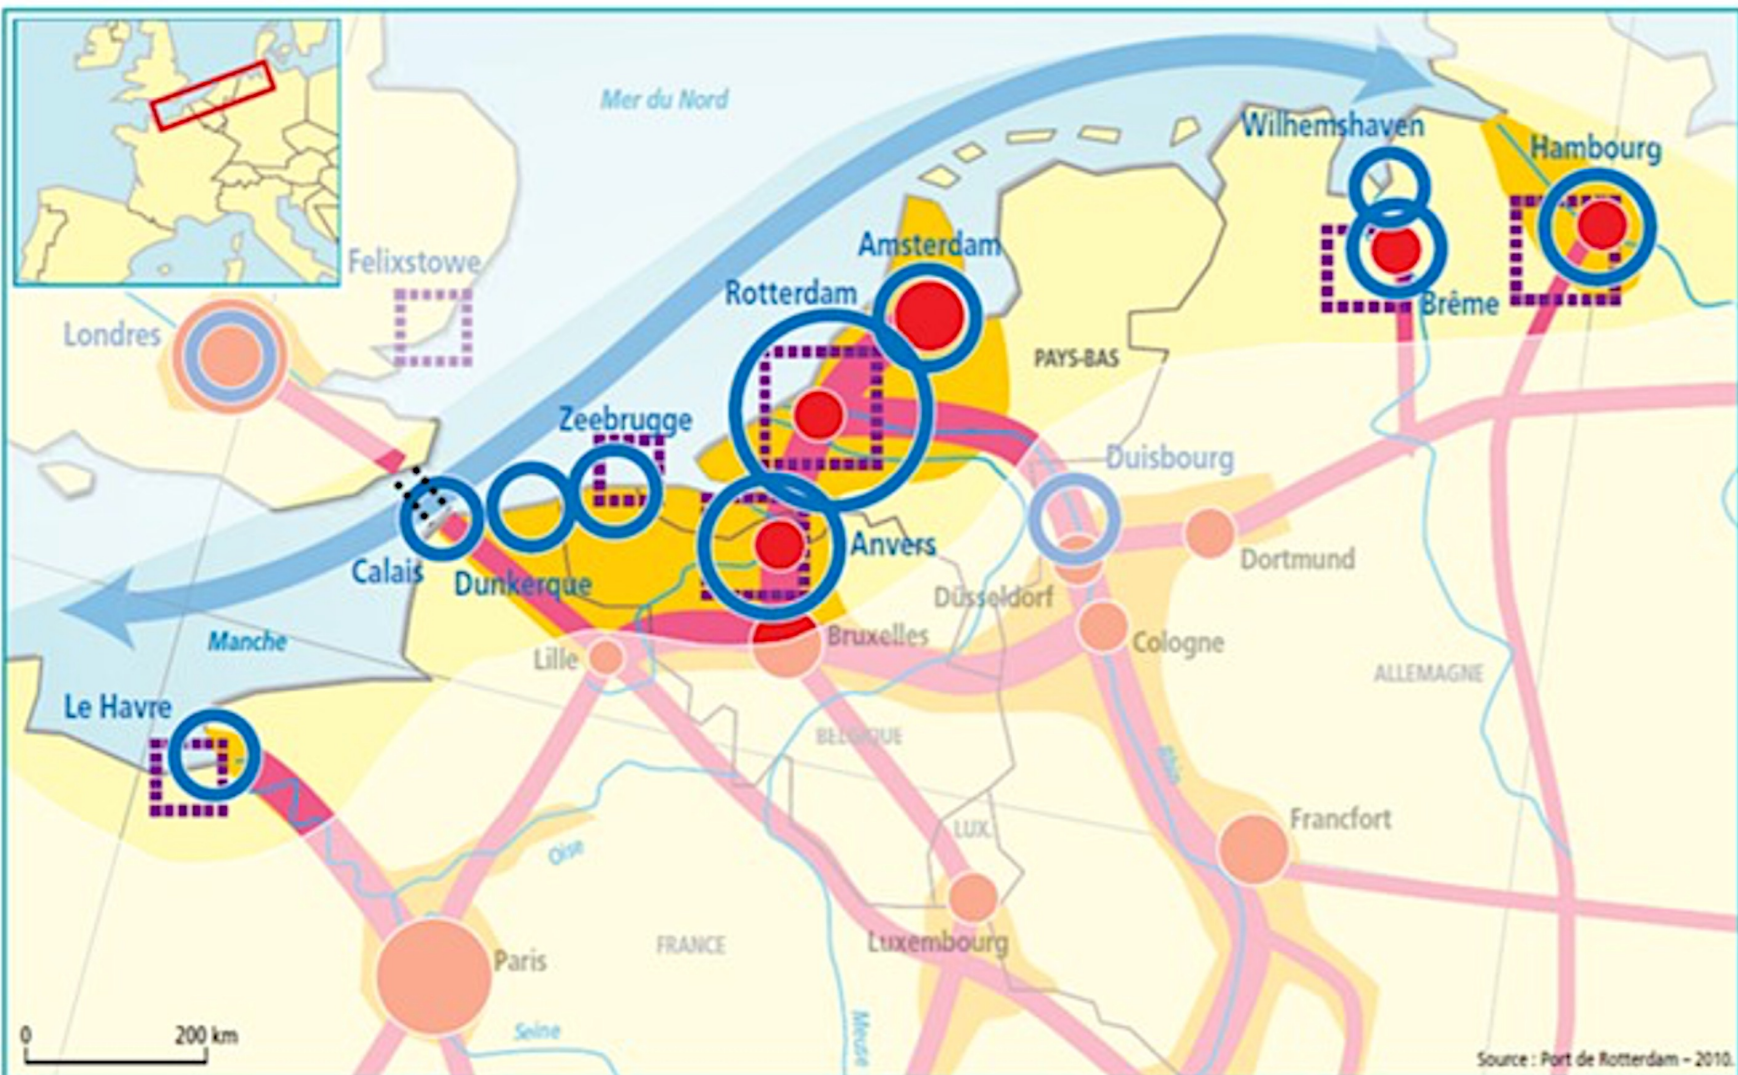 Mer du Nord
Wilhemshaven
Hambourg
Amsterdam
Felixstowe
Rotterdam
Brême
Londres
PAYS-BAS
Zeebrugge
Duisbourg
Anvers
Dortmund
Calais
Dunkerque
Düsseldorf
Manche
Bruxelles
Cologne
Lille
ALLEMAGNE
Le Havre
BELGIQUE
Rhin
Francfort
LUX.
Oise
Luxembourg
FRANCE
Paris
Seine
Meuse
0 200 km
Source : Port de Rotterdam – 2010.